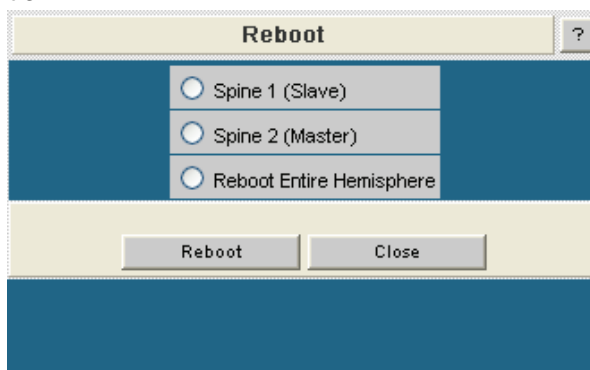 Reboot
?
Spine 1 (Slave)
Spine 2 (Master)
Reboot Entire Hemisphere
Reboot Close